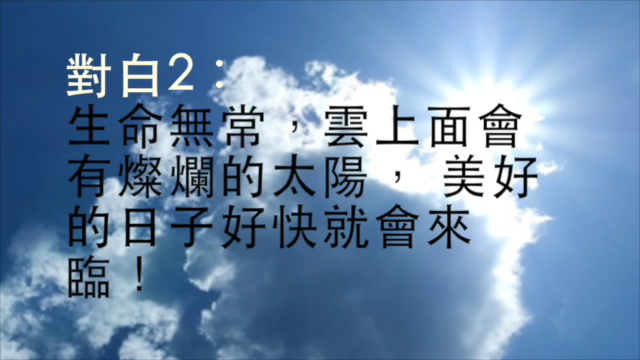 對白2：
生命無常，雲上面會
有燦爛的太陽， 美好
的日子好快就會來
臨！